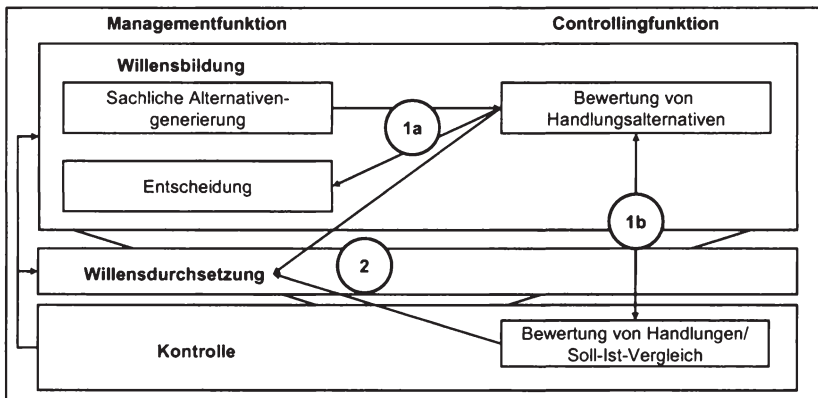 Managementfunktion
Controllingfunktion
Willensbildung
Sachliche Alternativen-
generierung
1a
Bewertung von
Handlungsalternativen
Entscheidung
1b
Willensdurchsetzung
2
Kontrolle
Bewertung von Handlungen/
Soll-Ist-Vergleich